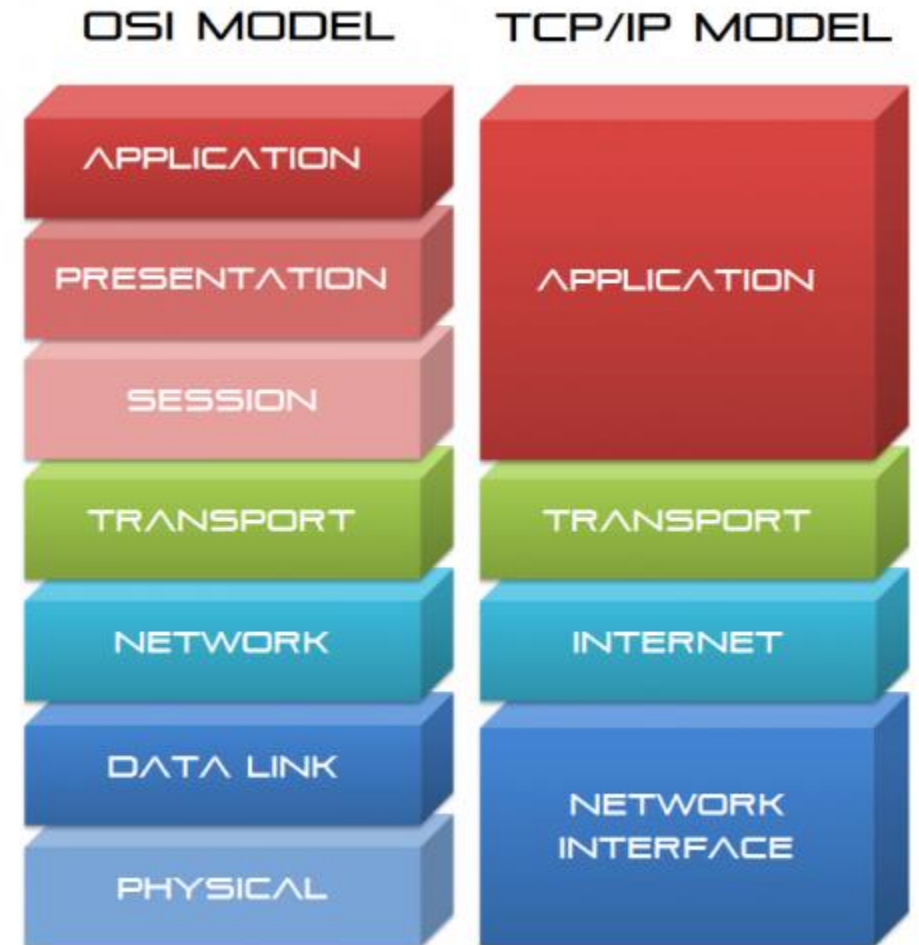 OSI MODEL
APPLICATION
PRESENTATION
SESSION
TRANSPORT
NETWORK
DATA LINK
PHYSICAL
TCP/IP MODEL
APPLICATION
TRANSPORT
INTERNET
NETWORK
INTERFACE